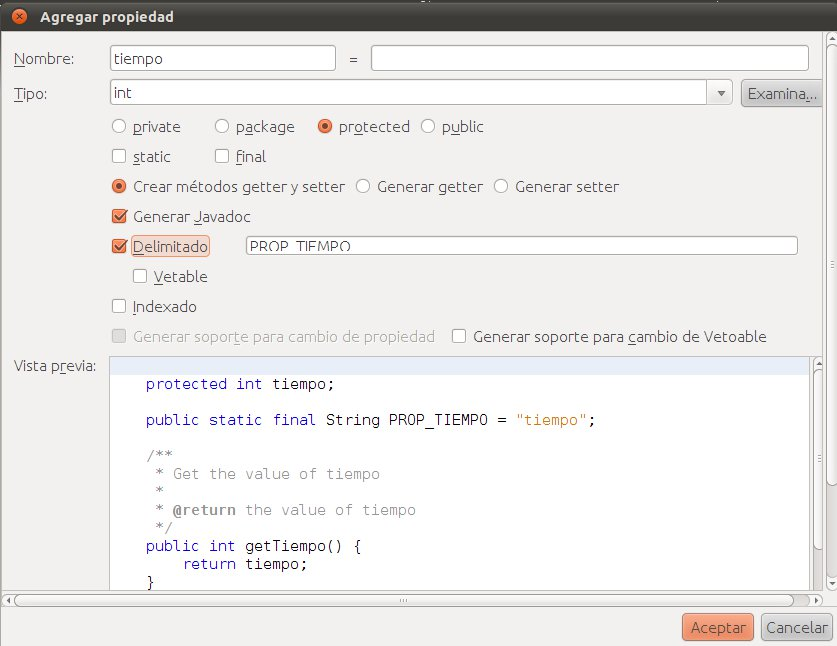 Agregar propiedad
Nombre: tiempo =
Tipo: int Examina...
private package protected public
static final
Crear métodos getter y setter Generar getter Generar setter
Generar Javadoc
Delimitado PROP_TIEMPO
Vetable
Indexado
Generar soporte para cambio de propiedad Generar soporte para cambio de Vetoable
Vista previa:
protected int tiempo;
public static final String PROP_TIEMPO = "tiempo";
/**
* Get the value of tiempo
*
* @return the value of tiempo
*/
public int getTiempo() {
return tiempo;
}
Aceptar Cancelar